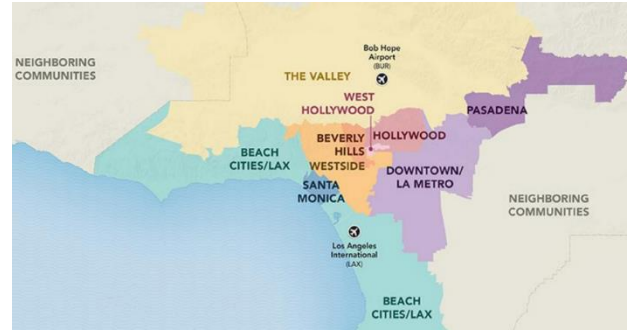 Bob Hope
Airport
(BUR)
NEIGHBORING
COMMUNITIES
THE VALLEY
WEST
HOLLYWOOD
PASADENA
BEVERLY
HILLS
HOLLYWOOD
BEACH
CITIES/LAX
WESTSIDE
DOWNTOWN/
LA METRO
SANTA
MONICA
NEIGHBORING
COMMUNITIES
Los Angeles
International
(LAX)
BEACH
CITIES/LAX